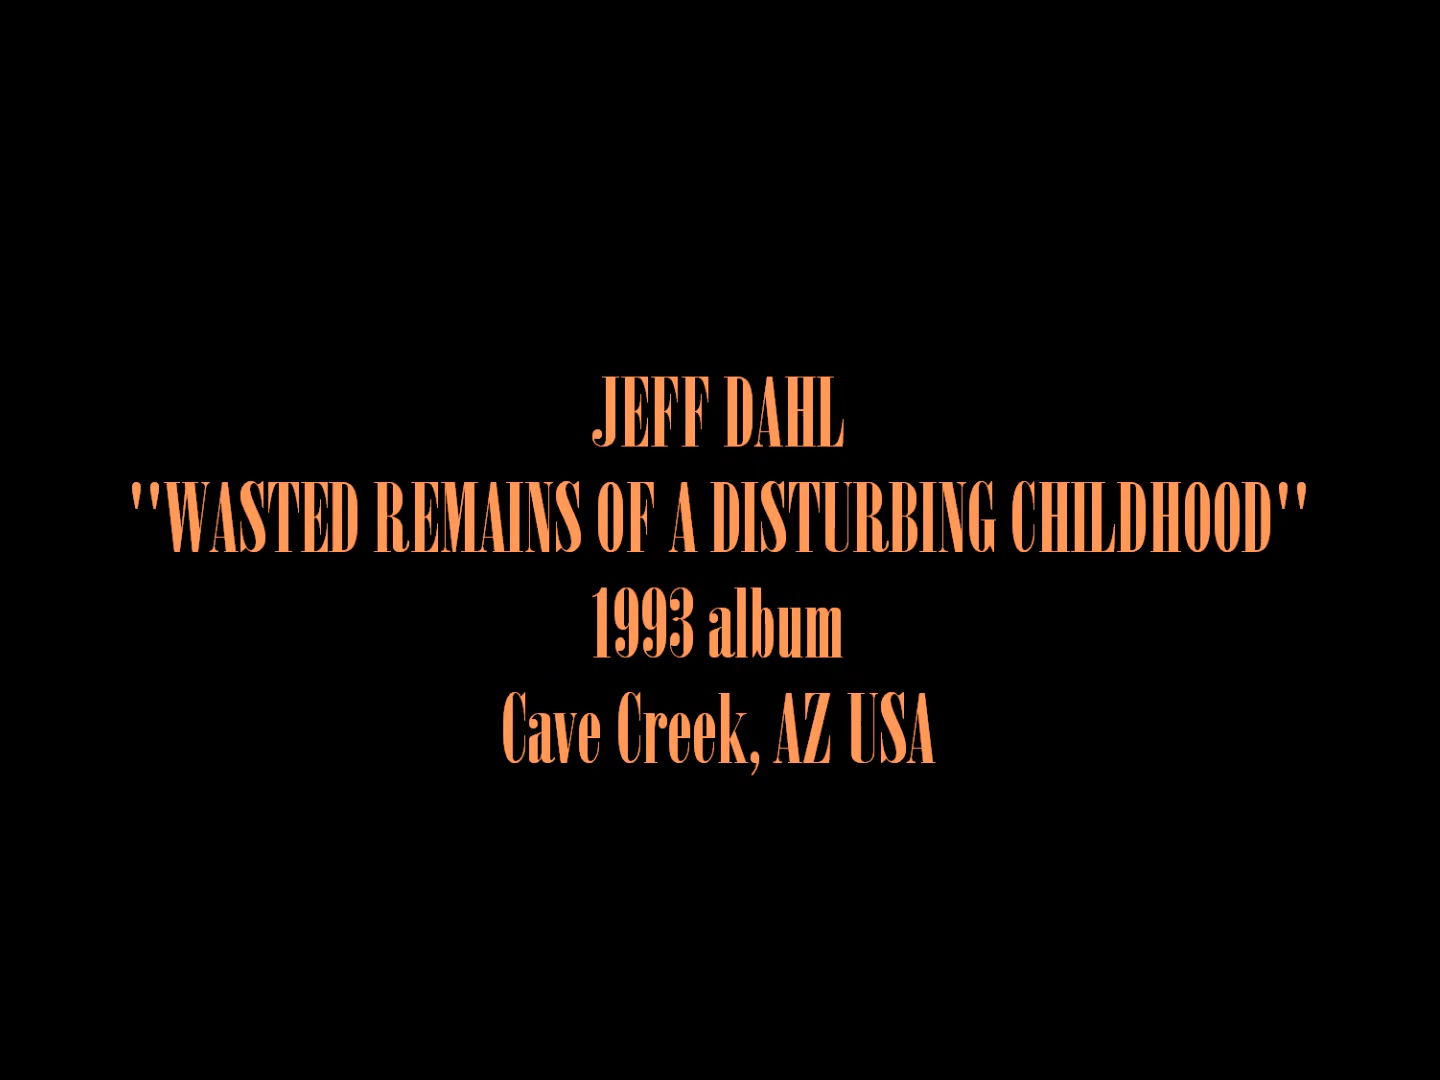 JEFF DAHL
"WASTED REMAINS OF A DISTURBING CHILDHOOD"
1993 album
Cave Creek, AZ USA